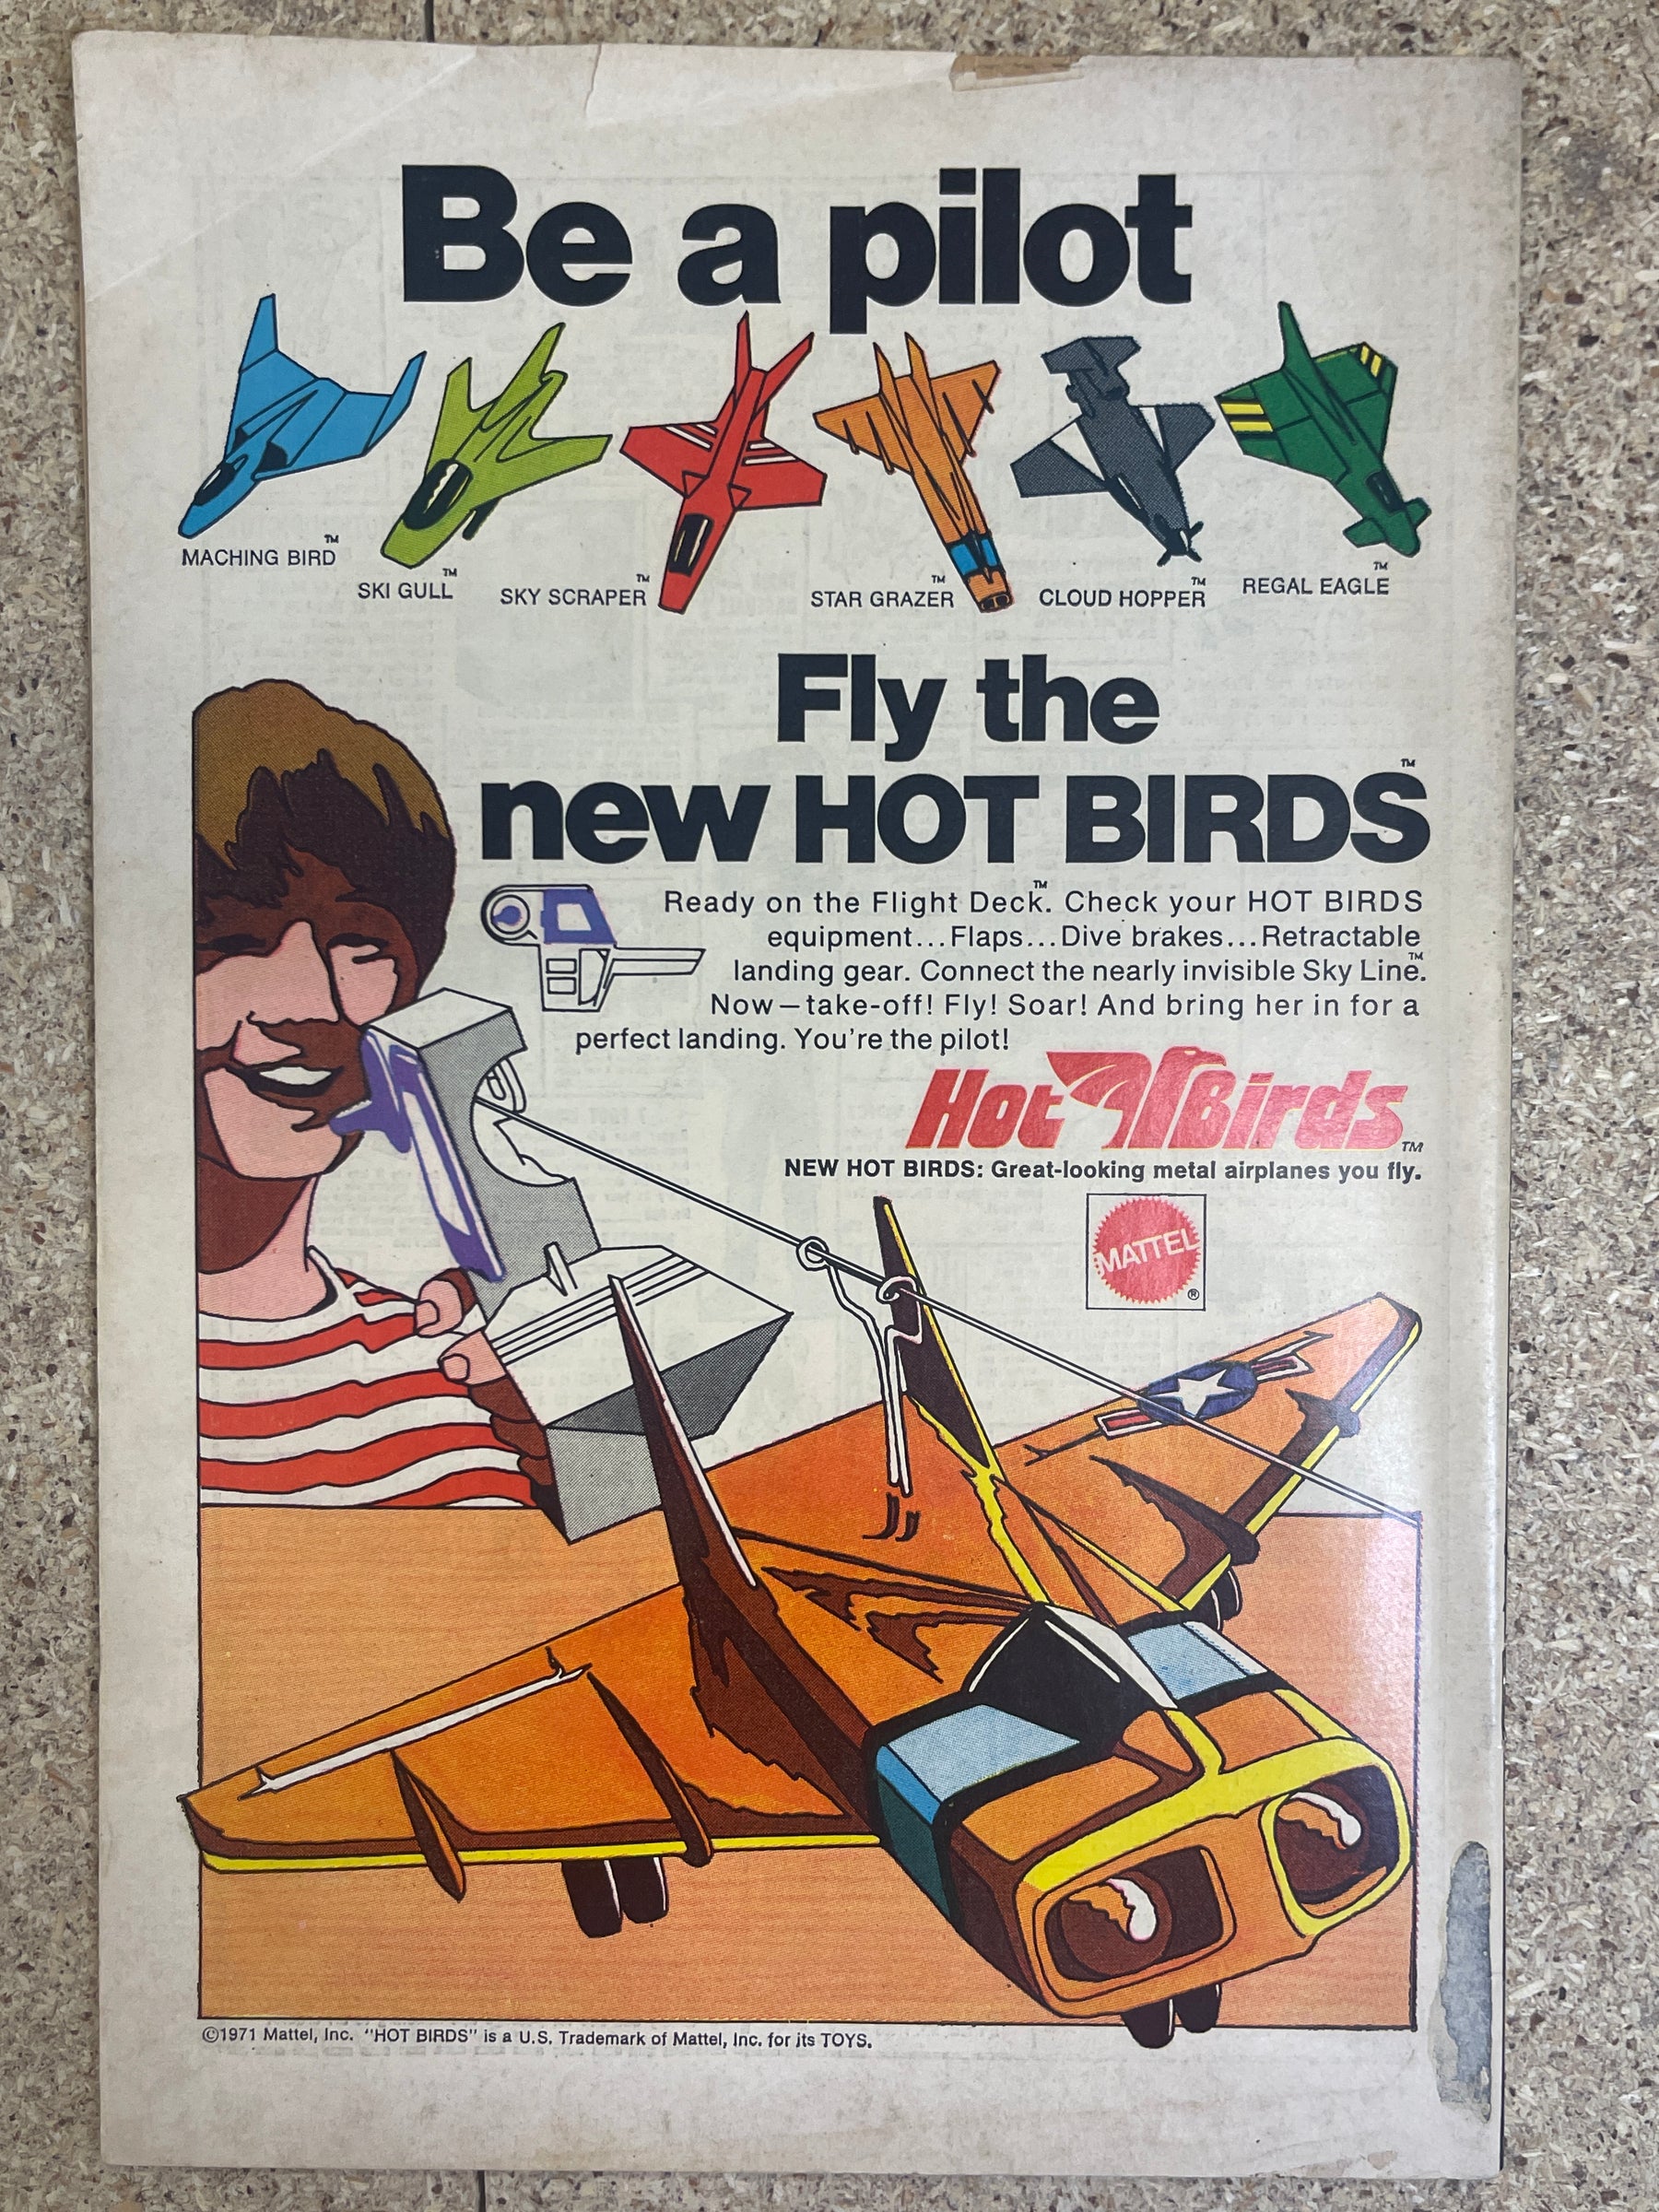 Be a pilot
MACHING BIRD™
SKI GULL™
SKY SCRAPER™
STAR GRAZER™
CLOUD HOPPER™
REGAL EAGLE™
Fly the
new HOT BIRDS™
Ready on the Flight Deck™. Check your HOT BIRDS
equipment...Flaps...Dive brakes...Retractable
landing gear. Connect the nearly invisible Sky Line™.
Now—take-off! Fly! Soar! And bring her in for a
perfect landing. You're the pilot!
Hot Birds™
NEW HOT BIRDS: Great-looking metal airplanes you fly.
MATTEL®
©1971 Mattel, Inc. "HOT BIRDS" is a U.S. Trademark of Mattel, Inc. for its TOYS.